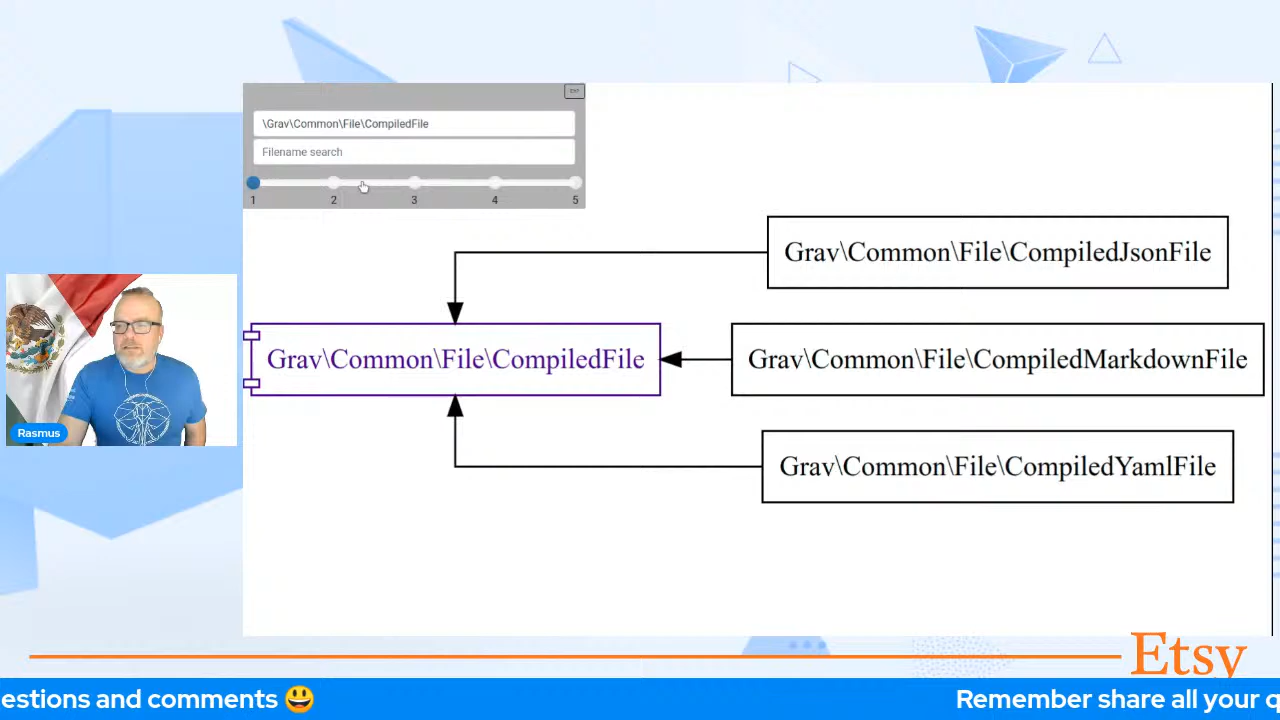 \Grav\Common\File\CompiledFile
Filename search
1 2 3 4 5
Grav\Common\File\CompiledJsonFile
Grav\Common\File\CompiledFile
Grav\Common\File\CompiledMarkdownFile
Grav\Common\File\CompiledYamlFile
Rasmus
Etsy
estions and comments 😃
Remember share all your q